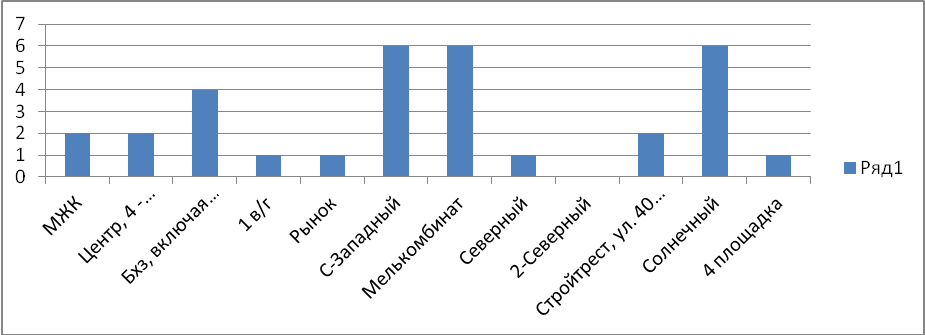 7
6
5
4
3
2
1
0
МЖК
Центр, 4 -...
Бхз, включая...
1 в/г
Рынок
С-Западный
Мелькомбинат
Северный
2-Северный
Стройтрест, ул. 40...
Солнечный
4 площадка
Ряд1